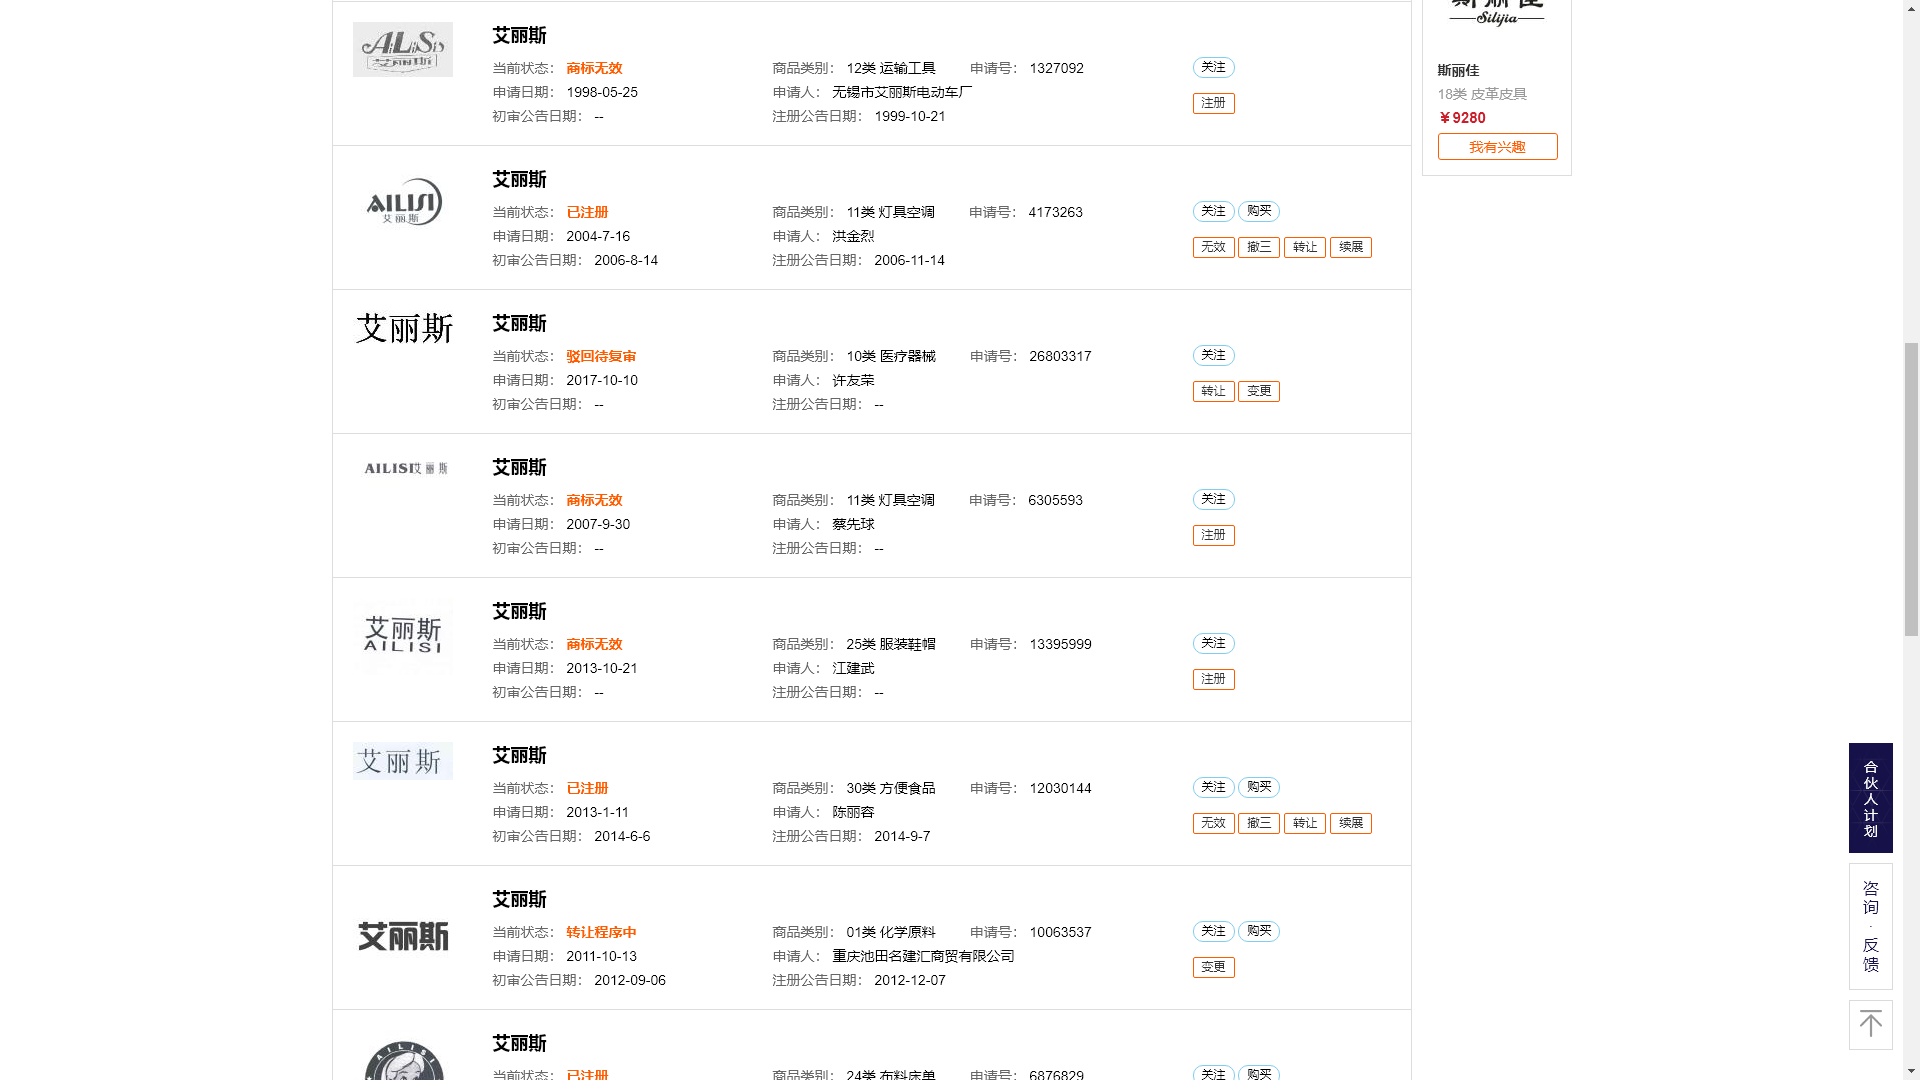 ALiSi
艾丽斯
艾丽斯
当前状态： 商标无效
商品类别： 12类 运输工具
申请号： 1327092
申请日期： 1998-05-25
申请人： 无锡市艾丽斯电动车厂
初审公告日期： --
注册公告日期： 1999-10-21
关注
注册
AILISI
艾丽斯
艾丽斯
当前状态： 已注册
商品类别： 11类 灯具空调
申请号： 4173263
申请日期： 2004-7-16
申请人： 洪金烈
初审公告日期： 2006-8-14
注册公告日期： 2006-11-14
关注 购买
无效 撤三 转让 续展
艾丽斯
艾丽斯
当前状态： 驳回待复审
商品类别： 10类 医疗器械
申请号： 26803317
申请日期： 2017-10-10
申请人： 许友荣
初审公告日期： --
注册公告日期： --
关注
转让 变更
AILISI艾丽斯
艾丽斯
当前状态： 商标无效
商品类别： 11类 灯具空调
申请号： 6305593
申请日期： 2007-9-30
申请人： 蔡先球
初审公告日期： --
注册公告日期： --
关注
注册
艾丽斯
AILISI
艾丽斯
当前状态： 商标无效
商品类别： 25类 服装鞋帽
申请号： 13395999
申请日期： 2013-10-21
申请人： 江建武
初审公告日期： --
注册公告日期： --
关注
注册
艾丽斯
艾丽斯
当前状态： 已注册
商品类别： 30类 方便食品
申请号： 12030144
申请日期： 2013-1-11
申请人： 陈丽容
初审公告日期： 2014-6-6
注册公告日期： 2014-9-7
关注 购买
无效 撤三 转让 续展
艾丽斯
艾丽斯
当前状态： 转让程序中
商品类别： 01类 化学原料
申请号： 10063537
申请日期： 2011-10-13
申请人： 重庆池田名建汇商贸有限公司
初审公告日期： 2012-09-06
注册公告日期： 2012-12-07
关注 购买
变更
AILISI
艾丽斯
当前状态： 已注册
商品类别： 24类 布料床单
申请号： 6876829
关注 购买
斯丽佳
Silijia
斯丽佳
18类 皮革皮具
￥9280
我有兴趣
合伙人计划
咨询·反馈